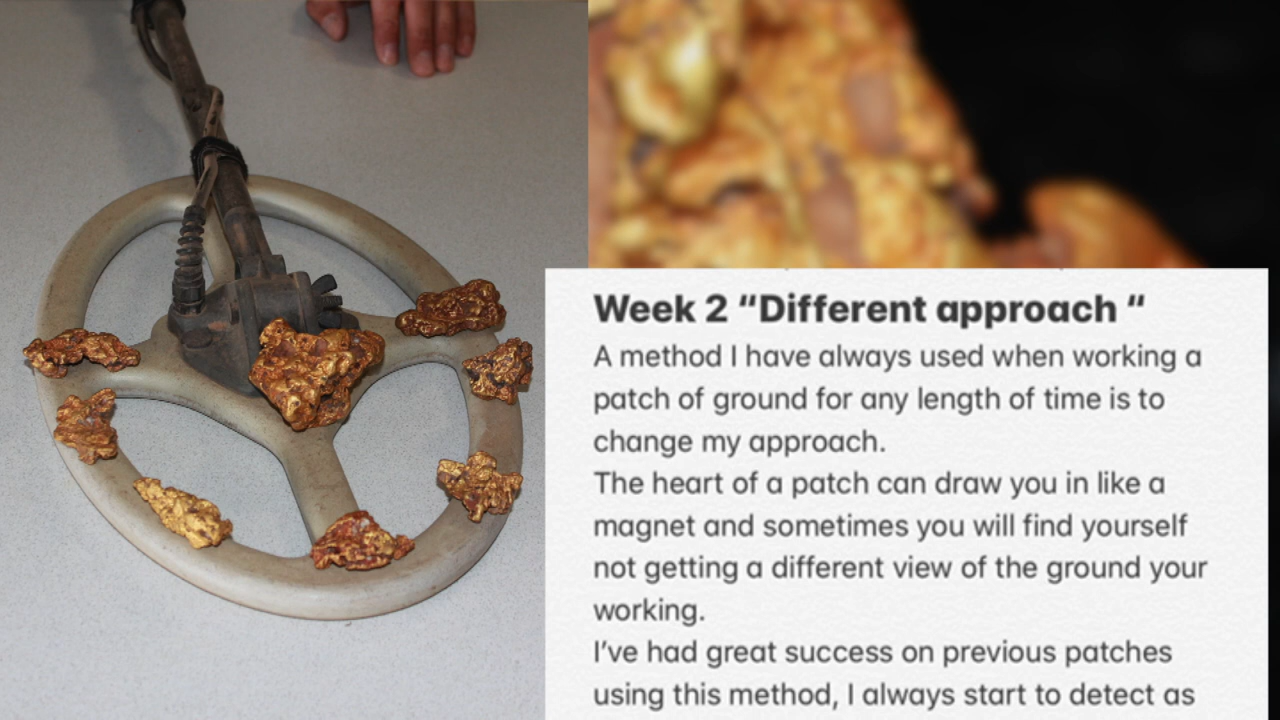 Week 2 “Different approach “
A method I have always used when working a
patch of ground for any length of time is to
change my approach.
The heart of a patch can draw you in like a
magnet and sometimes you will find yourself
not getting a different view of the ground your
working.
I’ve had great success on previous patches
using this method, I always start to detect as